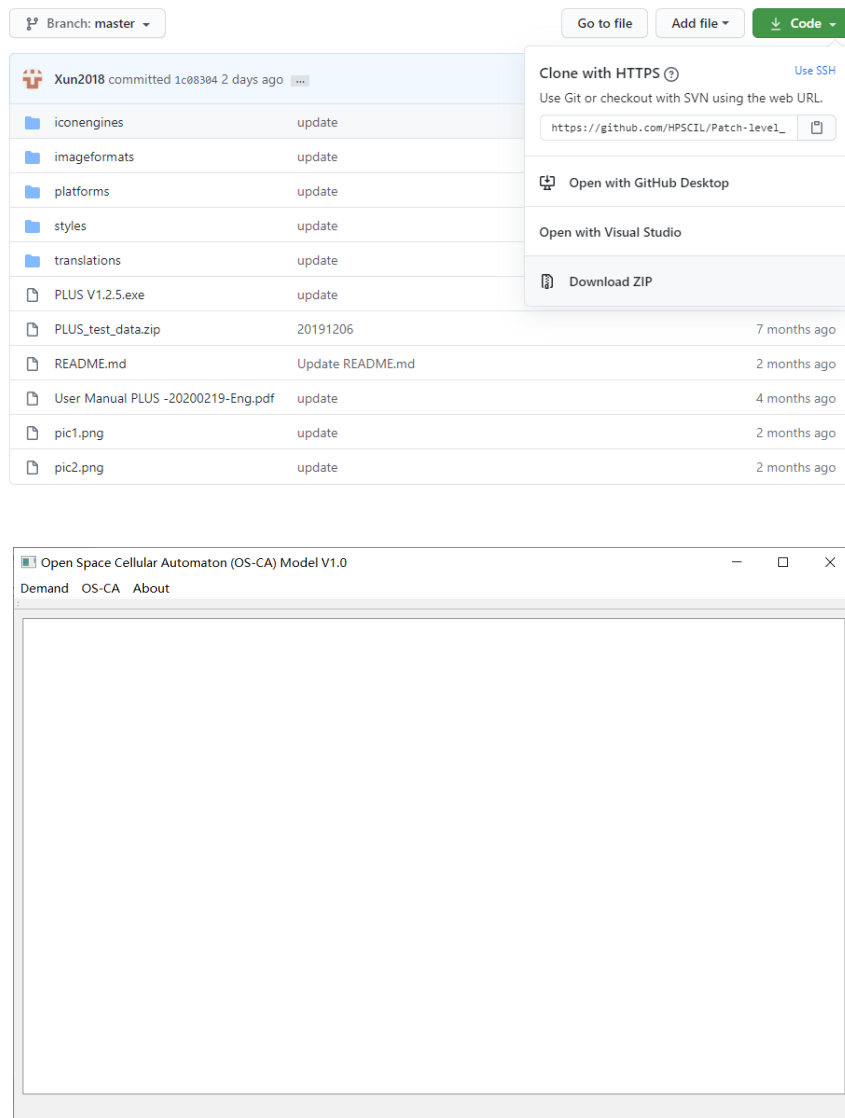 Branch: master
Go to file
Add file
Code
Xun2018 committed 1c08304 2 days ago ...
Clone with HTTPS ?
Use SSH
Use Git or checkout with SVN using the web URL.
https://github.com/HPSCIL/Patch-level_
Open with GitHub Desktop
Open with Visual Studio
Download ZIP
iconengines update
imageformats update
platforms update
styles update
translations update
PLUS V1.2.5.exe update
PLUS_test_data.zip 20191206 7 months ago
README.md Update README.md 2 months ago
User Manual PLUS -20200219-Eng.pdf update 4 months ago
pic1.png update 2 months ago
pic2.png update 2 months ago
Open Space Cellular Automaton (OS-CA) Model V1.0
Demand OS-CA About